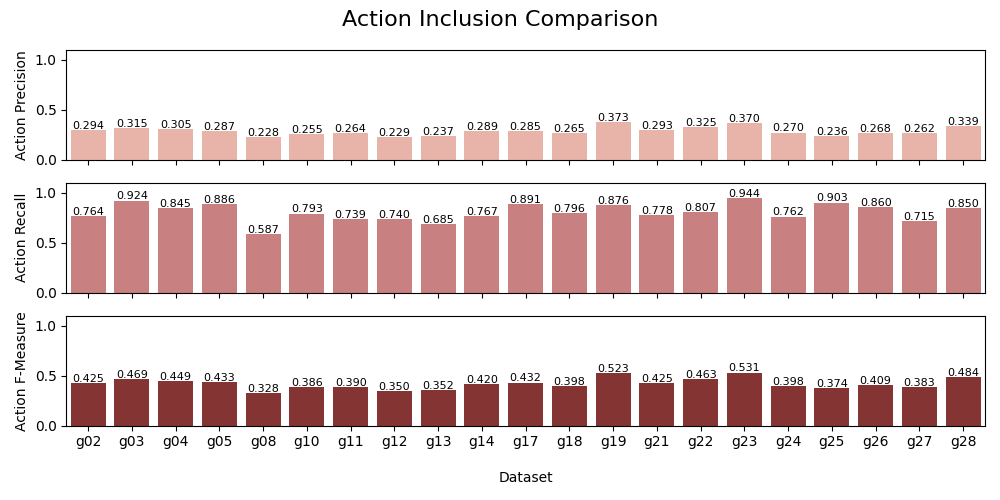 Action Inclusion Comparison
Action Precision
1.0
0.5
0.0
0.294 0.315 0.305 0.287 0.228 0.255 0.264 0.229 0.237 0.289 0.285 0.265 0.373 0.293 0.325 0.370 0.270 0.236 0.268 0.262 0.339
Action Recall
1.0
0.5
0.0
0.764 0.924 0.845 0.886 0.587 0.793 0.739 0.740 0.685 0.767 0.891 0.796 0.876 0.778 0.807 0.944 0.762 0.903 0.860 0.715 0.850
Action F-Measure
1.0
0.5
0.0
0.425 0.469 0.449 0.433 0.328 0.386 0.390 0.350 0.352 0.420 0.432 0.398 0.523 0.425 0.463 0.531 0.398 0.374 0.409 0.383 0.484
g02 g03 g04 g05 g08 g10 g11 g12 g13 g14 g17 g18 g19 g21 g22 g23 g24 g25 g26 g27 g28
Dataset